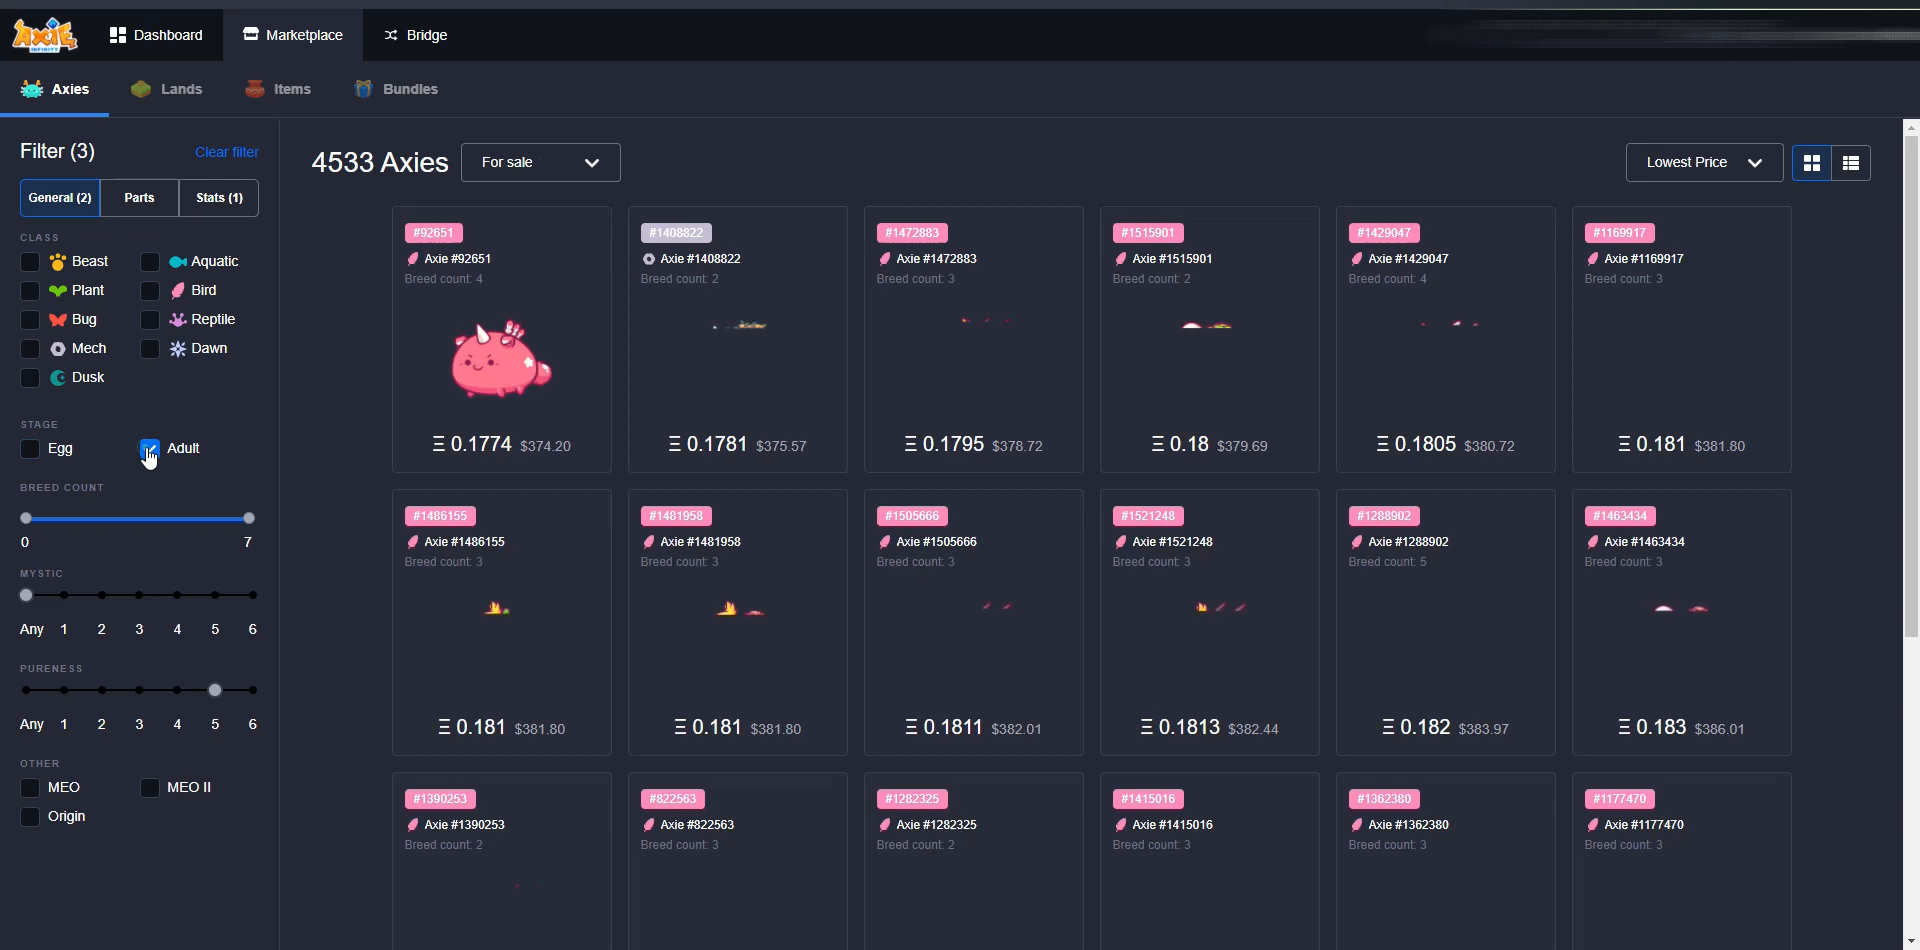 AXIE
INFINITY
Dashboard
Marketplace
Bridge
Axies
Lands
Items
Bundles
Filter (3)
Clear filter
General (2)
Parts
Stats (1)
CLASS
Beast
Aquatic
Plant
Bird
Bug
Reptile
Mech
Dawn
Dusk
STAGE
Egg
Adult
BREED COUNT
0
7
MYSTIC
Any 1 2 3 4 5 6
PURENESS
Any 1 2 3 4 5 6
OTHER
MEO
MEO II
Origin
4533 Axies
For sale
Lowest Price
#92651
Axie #92651
Breed count: 4
Ξ 0.1774 $374.20
#1408822
Axie #1408822
Breed count: 2
Ξ 0.1781 $375.57
#1472883
Axie #1472883
Breed count: 3
Ξ 0.1795 $378.72
#1515901
Axie #1515901
Breed count: 2
Ξ 0.18 $379.69
#1429047
Axie #1429047
Breed count: 4
Ξ 0.1805 $380.72
#1169917
Axie #1169917
Breed count: 3
Ξ 0.181 $381.80
#1486155
Axie #1486155
Breed count: 3
Ξ 0.181 $381.80
#1481958
Axie #1481958
Breed count: 3
Ξ 0.181 $381.80
#1505666
Axie #1505666
Breed count: 3
Ξ 0.1811 $382.01
#1521248
Axie #1521248
Breed count: 3
Ξ 0.1813 $382.44
#1288902
Axie #1288902
Breed count: 5
Ξ 0.182 $383.97
#1463434
Axie #1463434
Breed count: 3
Ξ 0.183 $386.01
#1390253
Axie #1390253
Breed count: 2
#822563
Axie #822563
Breed count: 3
#1282325
Axie #1282325
Breed count: 2
#1415016
Axie #1415016
Breed count: 3
#1362380
Axie #1362380
Breed count: 3
#1177470
Axie #1177470
Breed count: 3